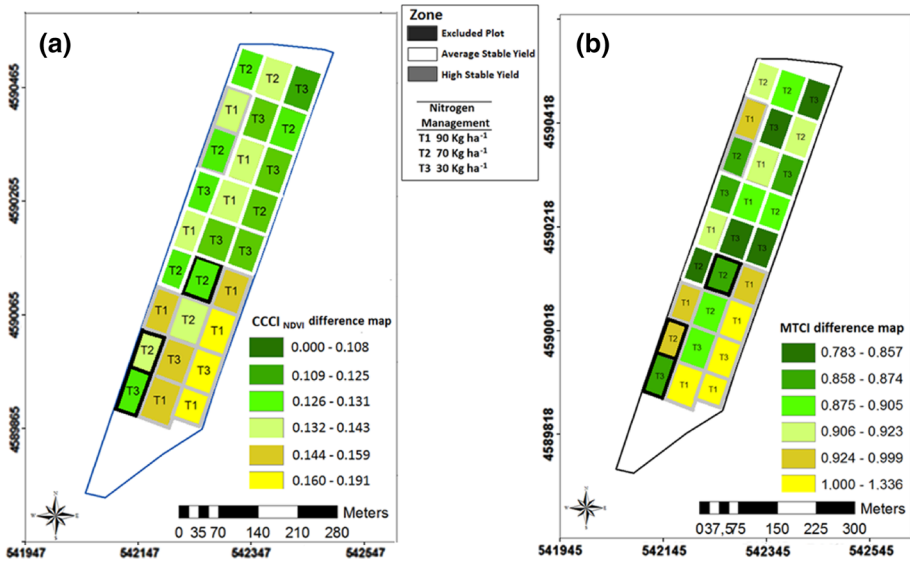 (a)
4590465
4590265
4590065
4589865
T2 T2 T3
T1 T3 T2
T2 T1 T3
T3 T1 T2
T1 T3 T3
T2 T2 T1
T1 T2 T1
T2 T3 T3
T3 T1 T1
CCCI NDVI difference map
0.000 - 0.108
0.109 - 0.125
0.126 - 0.131
0.132 - 0.143
0.144 - 0.159
0.160 - 0.191
Meters
0 35 70 140 210 280
541947 542147 542347 542547
Zone
Excluded Plot
Average Stable Yield
High Stable Yield
Nitrogen
Management
T1 90 Kg ha-1
T2 70 Kg ha-1
T3 30 Kg ha-1
(b)
4590418
4590218
4590018
4589818
T2 T2 T3
T1 T3 T2
T2 T1 T3
T3 T1 T2
T1 T3 T3
T2 T2 T1
T1 T2 T1
T2 T3 T3
T3 T1 T1
MTCI difference map
0.783 - 0.857
0.858 - 0.874
0.875 - 0.905
0.906 - 0.923
0.924 - 0.999
1.000 - 1.336
Meters
037,575 150 225 300
541945 542145 542345 542545